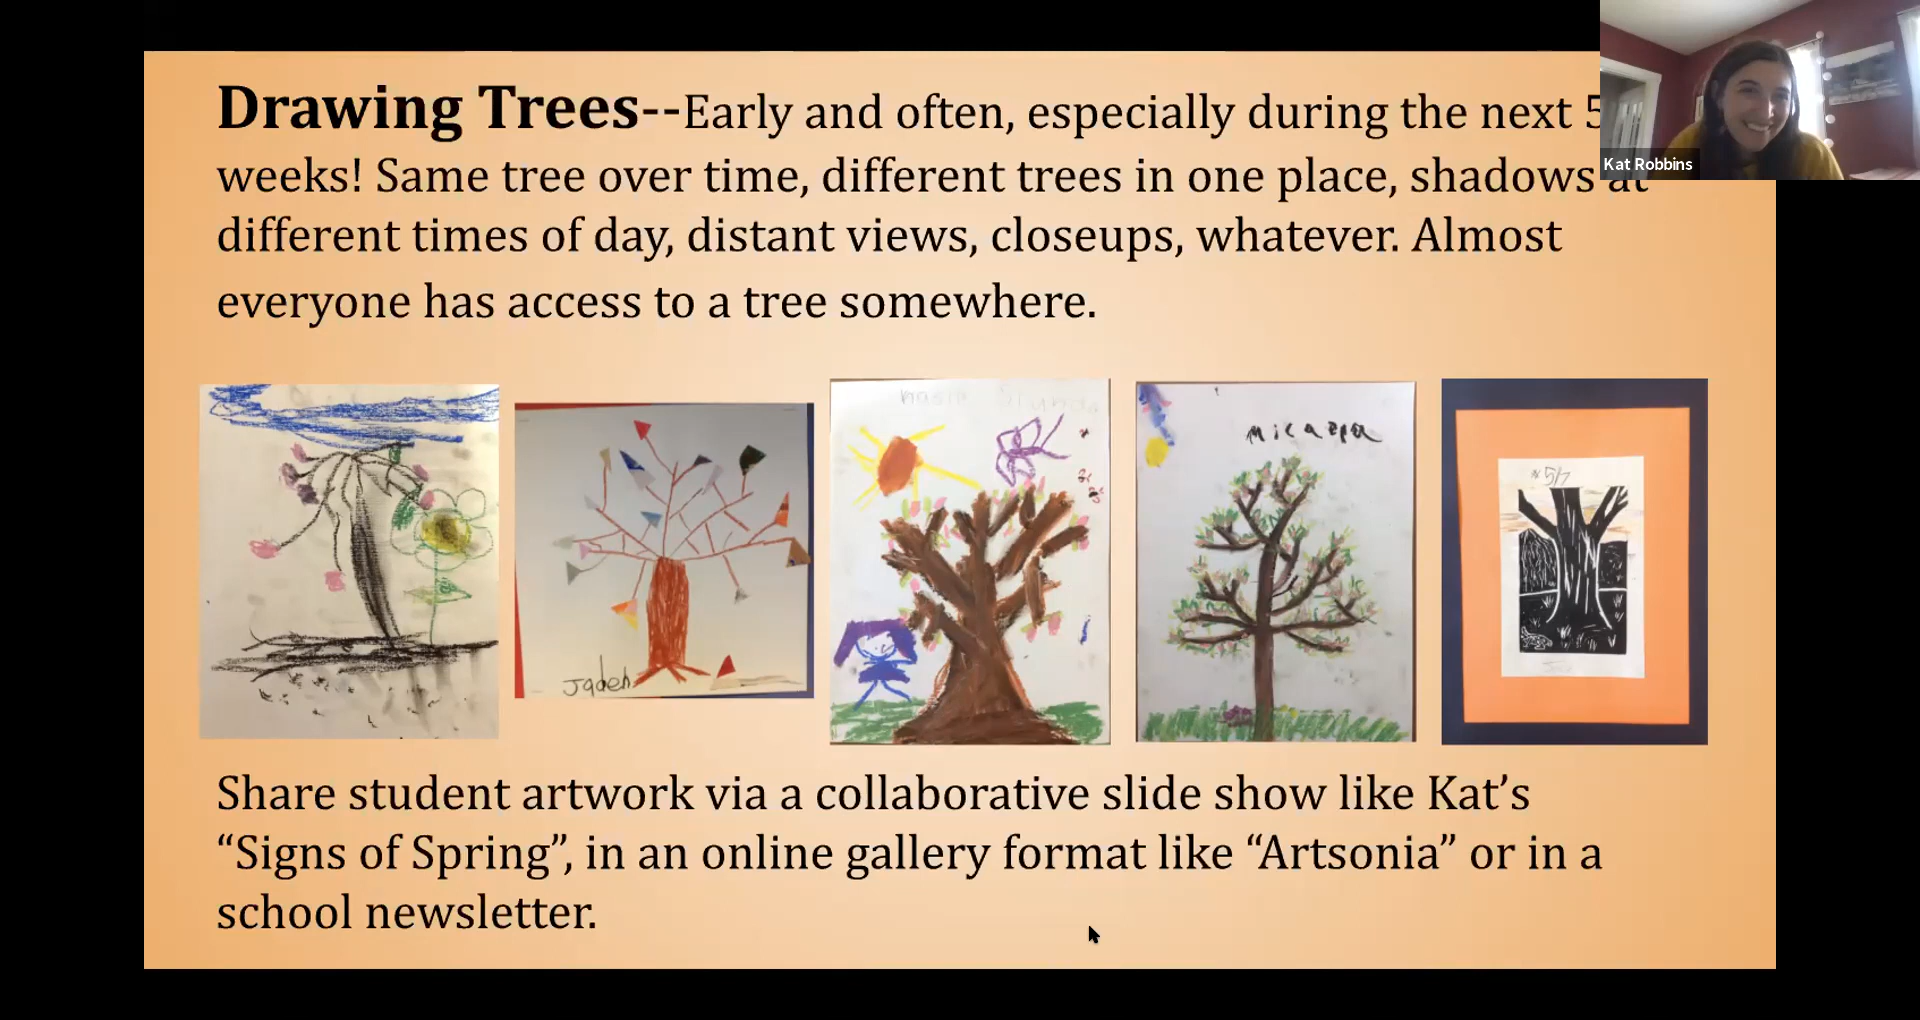 Drawing Trees--Early and often, especially during the next 5
weeks! Same tree over time, different trees in one place, shadows at
different times of day, distant views, closeups, whatever. Almost
everyone has access to a tree somewhere.
Kat Robbins
Jadeh
5/7
Share student artwork via a collaborative slide show like Kat’s
“Signs of Spring”, in an online gallery format like “Artsonia” or in a
school newsletter.